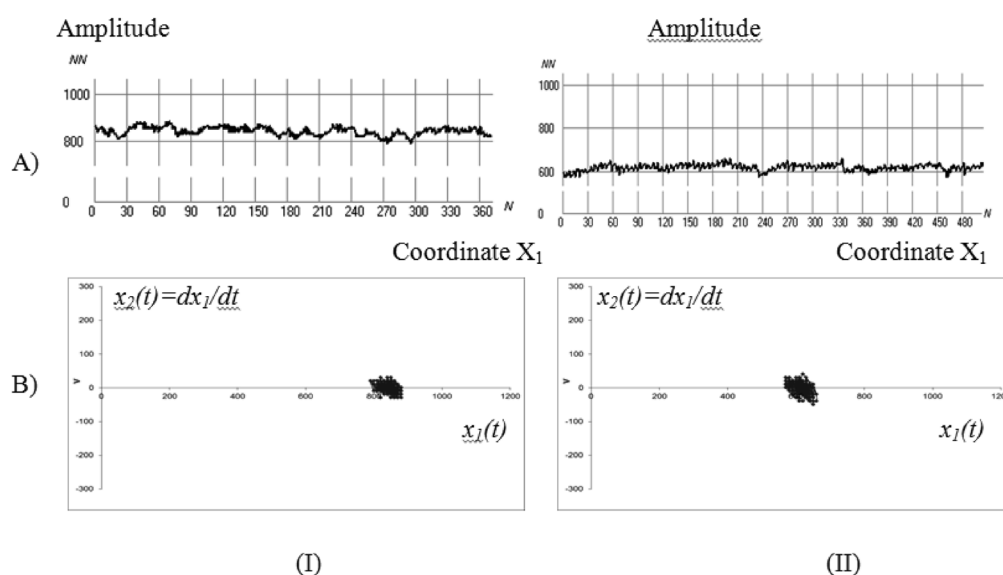 Amplitude
Amplitude
NN
1000
800
0
0 30 60 90 120 150 180 210 240 270 300 330 360 N
NN
1000
800
600
0
0 30 60 90 120 150 180 210 240 270 300 330 360 390 420 450 480 N
A)
Coordinate X₁
Coordinate X₁
B)
x₂(t)=dx₁/dt
300
200
100
0
-100
-200
-300
0 200 400 600 800 1000 1200
x₁(t)
x₂(t)=dx₁/dt
300
200
100
0
-100
-200
-300
0 200 400 600 800 1000 1200
x₁(t)
(I)
(II)